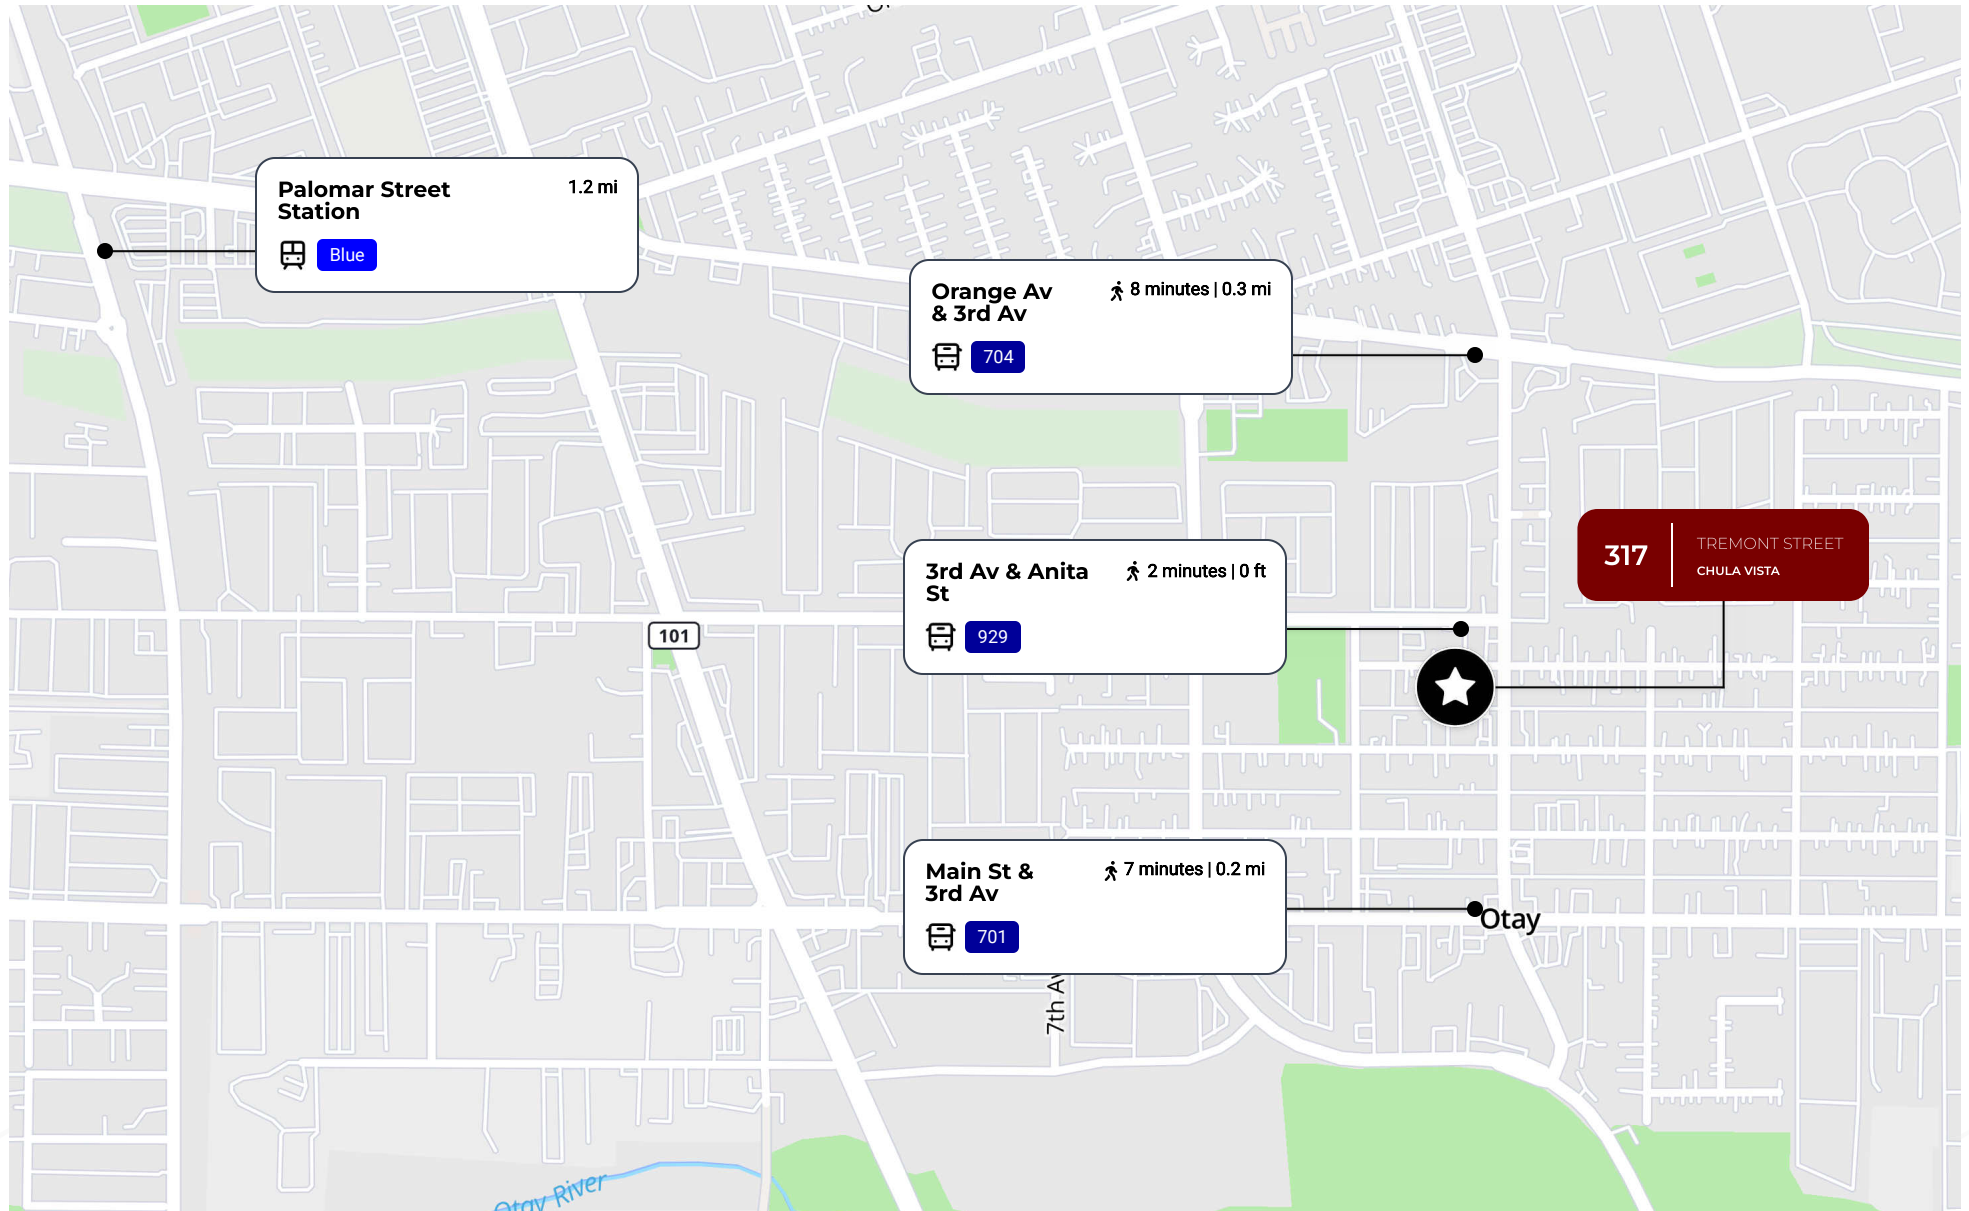 Palomar Street
Station
1.2 mi
Blue
Orange Av
& 3rd Av
8 minutes | 0.3 mi
704
3rd Av & Anita
St
2 minutes | 0 ft
929
317
TREMONT STREET
CHULA VISTA
101
Main St &
3rd Av
7 minutes | 0.2 mi
701
Otay
7th Av
Otay River